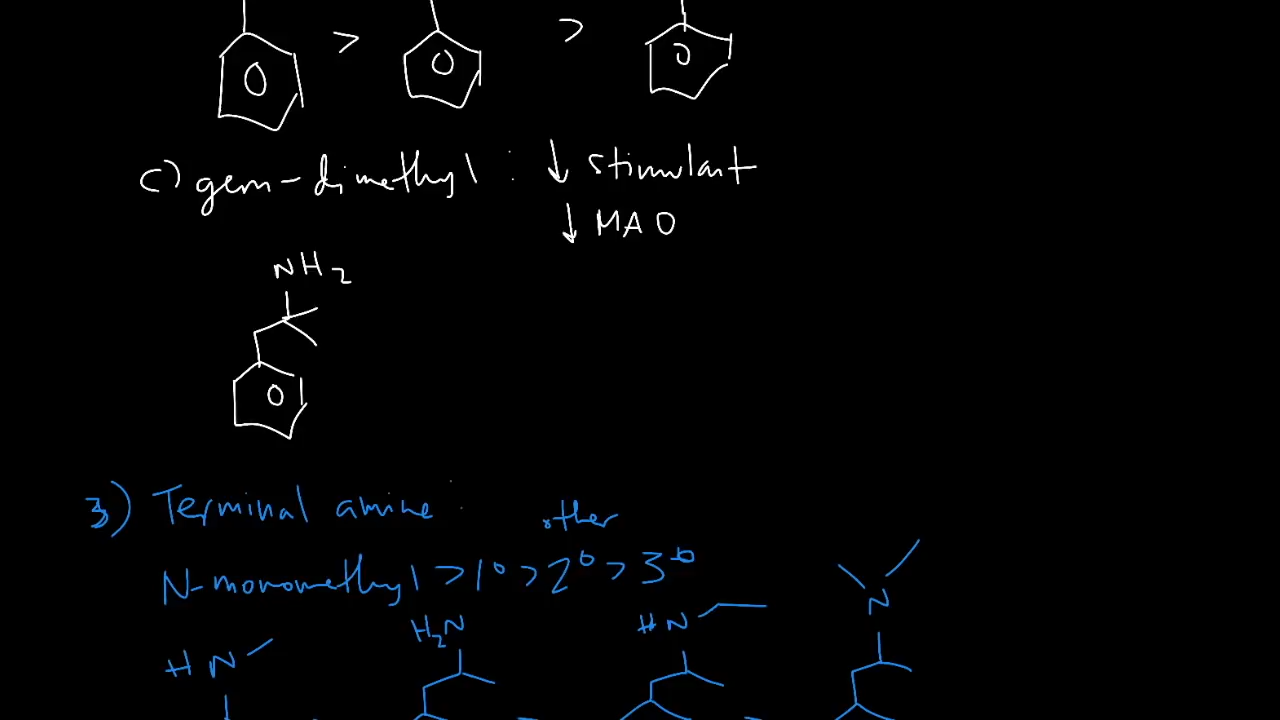 > >
c) gem-dimethyl : ↓ stimulant
↓ MAO
NH2
3) Terminal amine :
other
N-monomethyl > 1° > 2° > 3°
N
H2N HN
HN